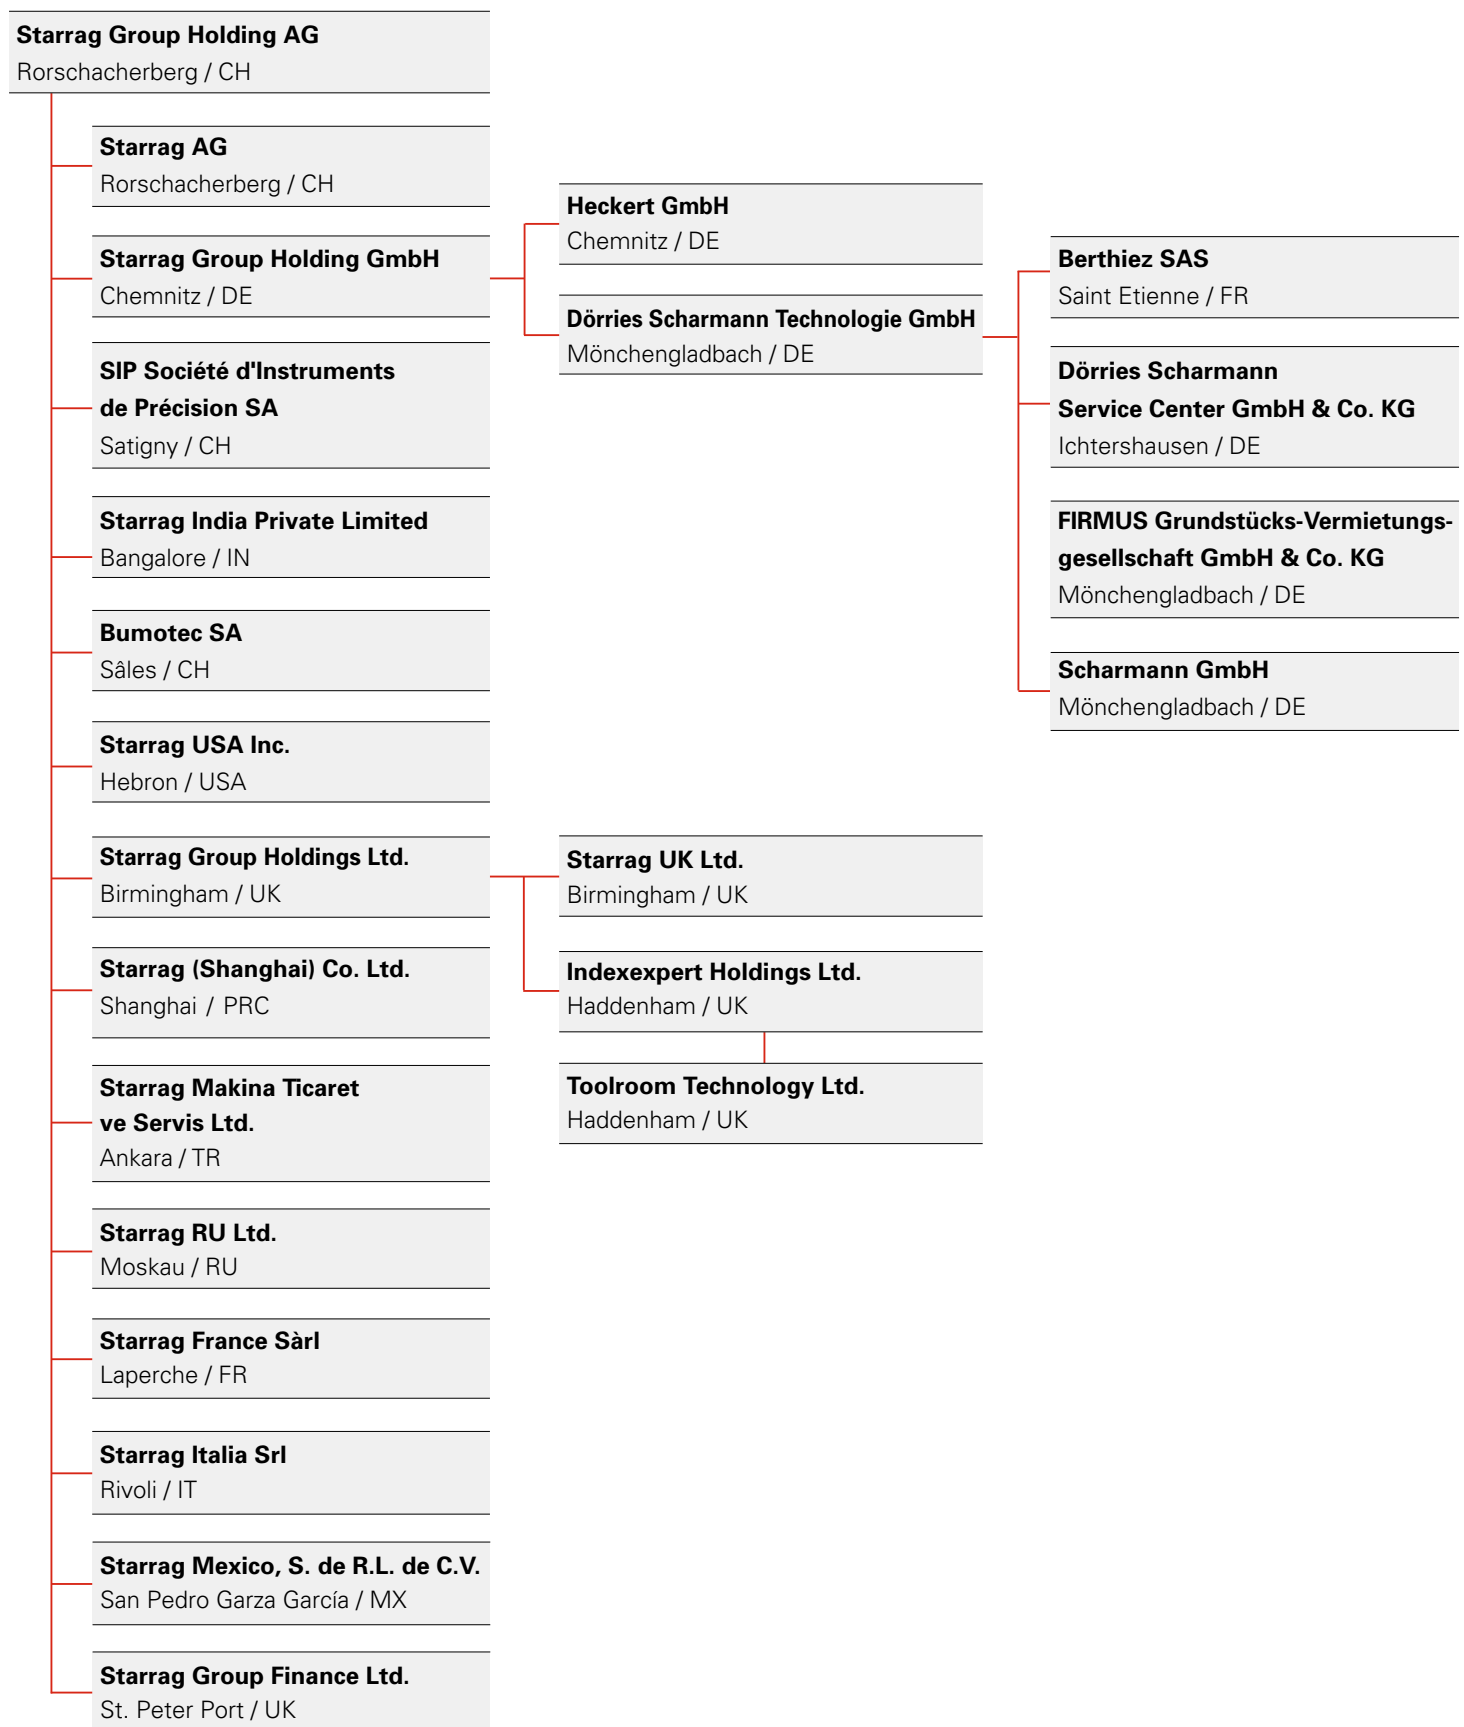 Starrag Group Holding AG
Rorschacherberg / CH
Starrag AG
Rorschacherberg / CH
Starrag Group Holding GmbH
Chemnitz / DE
SIP Société d'Instruments
de Précision SA
Satigny / CH
Starrag India Private Limited
Bangalore / IN
Bumotec SA
Sâles / CH
Starrag USA Inc.
Hebron / USA
Starrag Group Holdings Ltd.
Birmingham / UK
Starrag (Shanghai) Co. Ltd.
Shanghai / PRC
Starrag Makina Ticaret
ve Servis Ltd.
Ankara / TR
Starrag RU Ltd.
Moskau / RU
Starrag France Sàrl
Laperche / FR
Starrag Italia Srl
Rivoli / IT
Starrag Mexico, S. de R.L. de C.V.
San Pedro Garza García / MX
Starrag Group Finance Ltd.
St. Peter Port / UK
Heckert GmbH
Chemnitz / DE
Dörries Scharmann Technologie GmbH
Mönchengladbach / DE
Starrag UK Ltd.
Birmingham / UK
Indexexpert Holdings Ltd.
Haddenham / UK
Toolroom Technology Ltd.
Haddenham / UK
Berthiez SAS
Saint Etienne / FR
Dörries Scharmann
Service Center GmbH & Co. KG
Ichtershausen / DE
FIRMUS Grundstücks-Vermietungs-
gesellschaft GmbH & Co. KG
Mönchengladbach / DE
Scharmann GmbH
Mönchengladbach / DE